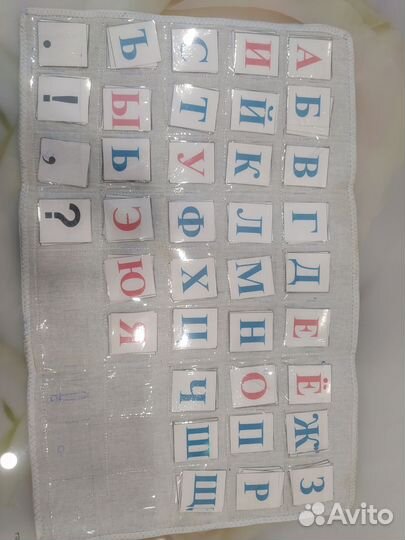 А Б В Г Д Е Ё Ж З
И Й К Л М Н О П Р
С Т У Ф Х П Ч Ш Щ
Ъ Ы Ь Э Ю Я
. ! , ?
Avito